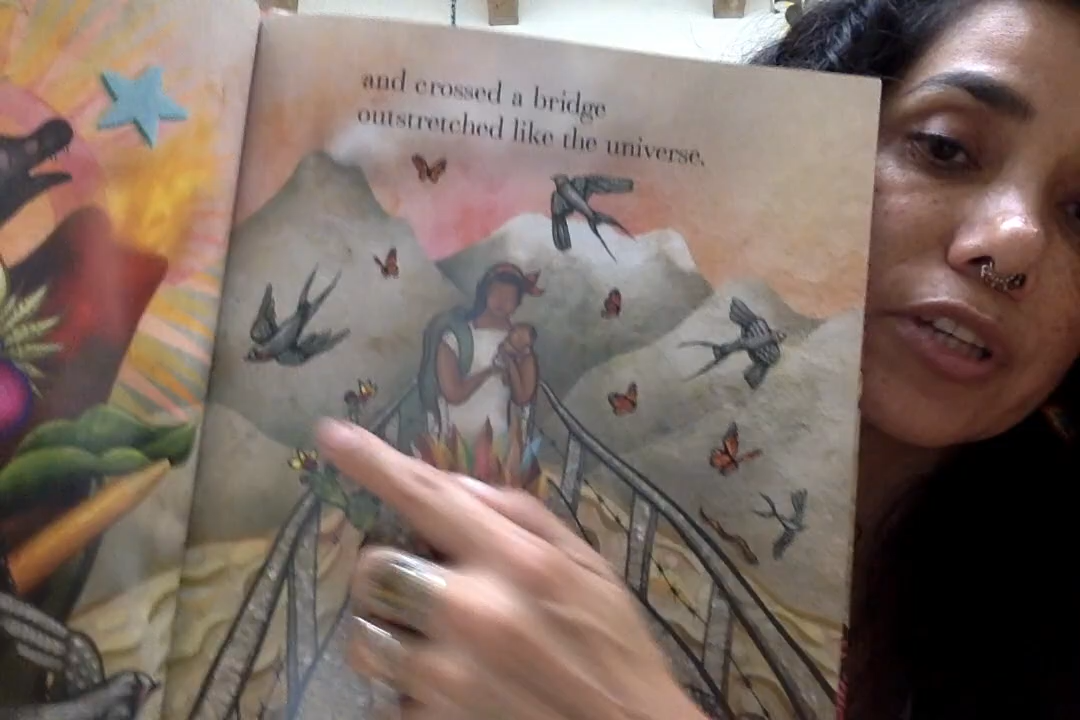 and crossed a bridge
outstretched like the universe.